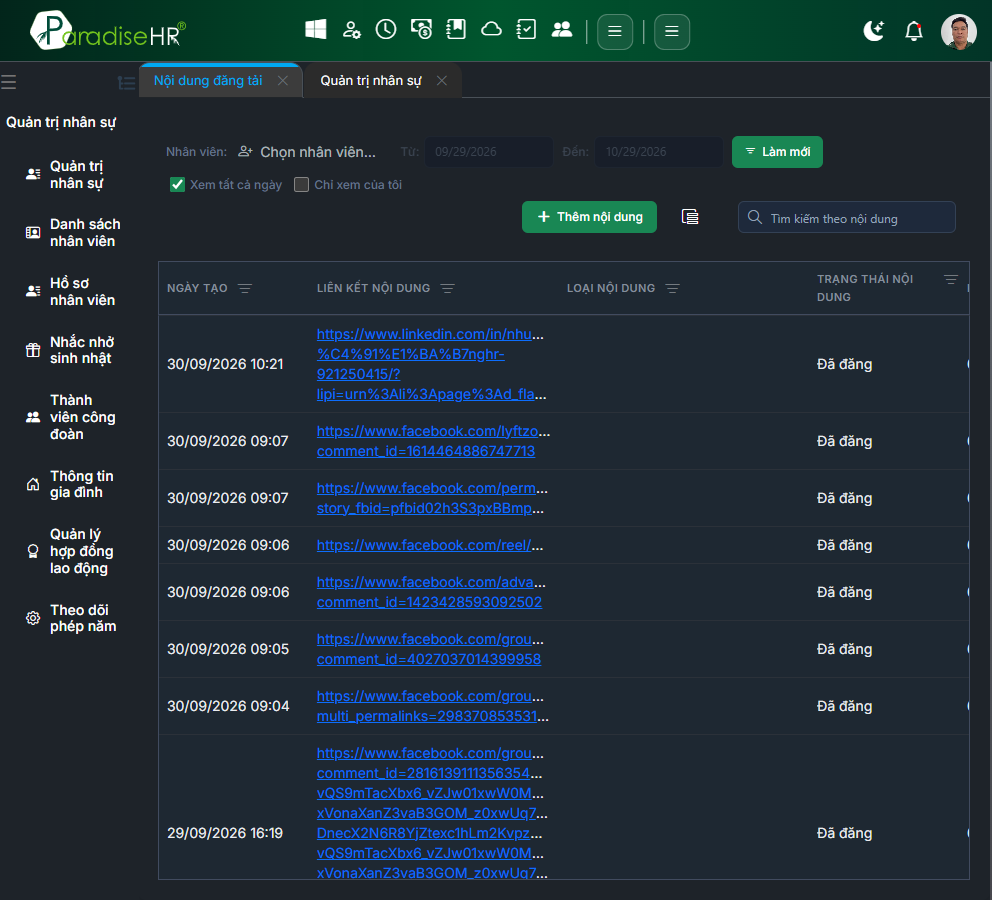 ParadiseHR®
Nội dung đăng tải
Quản trị nhân sự
Quản trị nhân sự
Quản trị
nhân sự
Danh sách
nhân viên
Hồ sơ
nhân viên
Nhắc nhở
sinh nhật
Thành
viên công
đoàn
Thông tin
gia đình
Quản lý
hợp đồng
lao động
Theo dõi
phép năm
Nhân viên: Chọn nhân viên... Từ: 09/29/2026 Đến: 10/29/2026 Làm mới
Xem tất cả ngày Chỉ xem của tôi
Thêm nội dung Tìm kiếm theo nội dung
NGÀY TẠO LIÊN KẾT NỘI DUNG LOẠI NỘI DUNG TRẠNG THÁI NỘI
DUNG
https://www.linkedin.com/in/nhu...
%C4%91%E1%BA%B7nghr-
30/09/2026 10:21 Đã đăng
921250415/?
lipi=urn%3Ali%3Apage%3Ad_fla...
https://www.facebook.com/lyftzo...
30/09/2026 09:07 Đã đăng
comment_id=1614464886747713
https://www.facebook.com/perm...
30/09/2026 09:07 Đã đăng
story_fbid=pfbid02h3S3pxBBmp...
30/09/2026 09:06 https://www.facebook.com/reel/... Đã đăng
https://www.facebook.com/adva...
30/09/2026 09:06 Đã đăng
comment_id=1423428593092502
https://www.facebook.com/grou...
30/09/2026 09:05 Đã đăng
comment_id=4027037014399958
https://www.facebook.com/grou...
30/09/2026 09:04 Đã đăng
multi_permalinks=298370853531...
https://www.facebook.com/grou...
comment_id=2816139111356354...
vQS9mTacXbx6_vZJw01xwW0M...
xVonaXanZ3vaB3GOM_z0xwUq7...
29/09/2026 16:19 DnecX2N6R8YjZtexc1hLm2Kvpz... Đã đăng
vQS9mTacXbx6_vZJw01xwW0M...
xVonaXanZ3vaB3GOM_z0xwUq7...